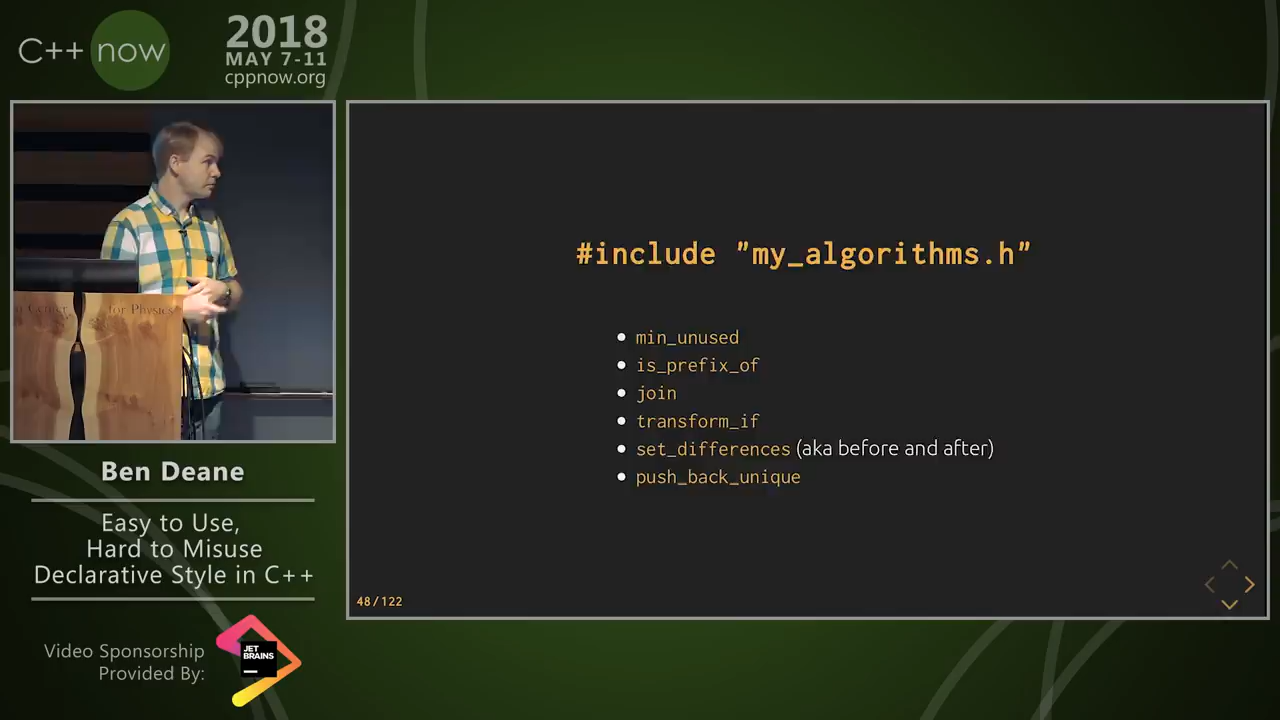 C++ now
2018
MAY 7-11
cppnow.org
for Physics
#include "my_algorithms.h"
• min_unused
• is_prefix_of
• join
• transform_if
• set_differences (aka before and after)
• push_back_unique
48/122
Ben Deane
Easy to Use,
Hard to Misuse
Declarative Style in C++
Video Sponsorship
Provided By:
JET
BRAINS